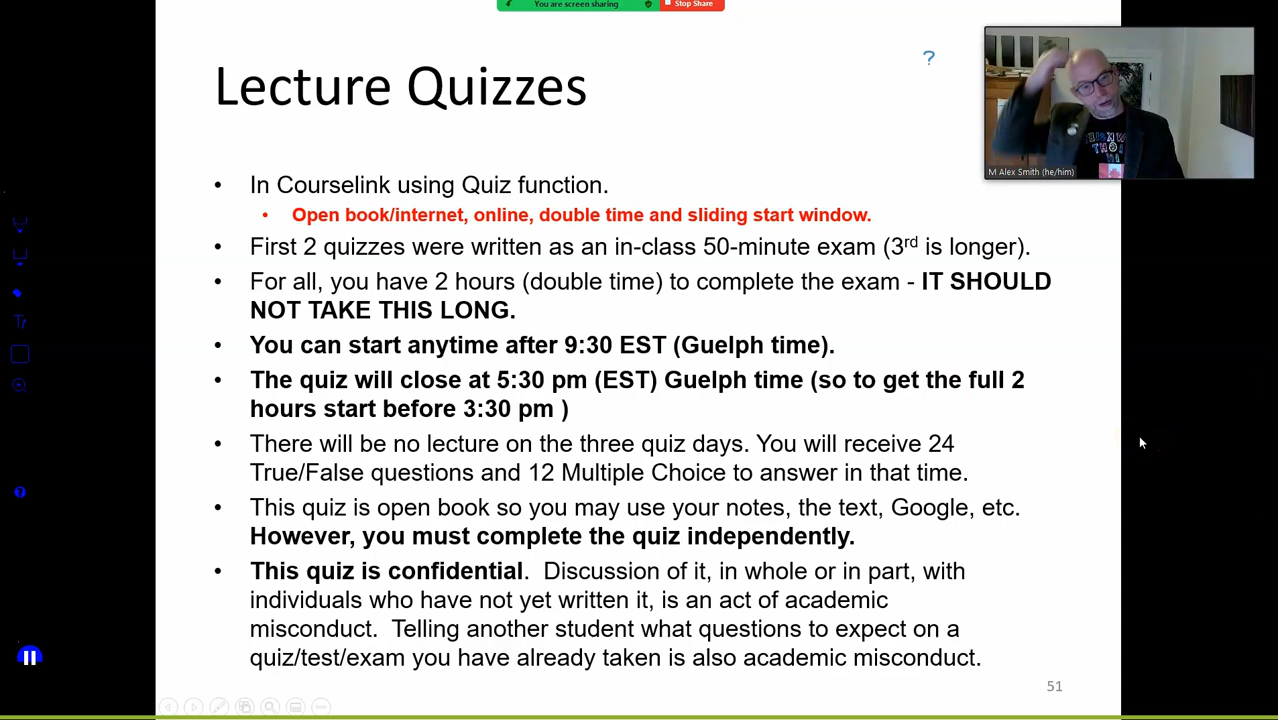 You are screen sharing
Stop Share
?
Lecture Quizzes
M Alex Smith (he/him)
• In Courselink using Quiz function.
• Open book/internet, online, double time and sliding start window.
• First 2 quizzes were written as an in-class 50-minute exam (3rd is longer).
• For all, you have 2 hours (double time) to complete the exam - IT SHOULD
NOT TAKE THIS LONG.
• You can start anytime after 9:30 EST (Guelph time).
• The quiz will close at 5:30 pm (EST) Guelph time (so to get the full 2
hours start before 3:30 pm )
• There will be no lecture on the three quiz days. You will receive 24
True/False questions and 12 Multiple Choice to answer in that time.
• This quiz is open book so you may use your notes, the text, Google, etc.
However, you must complete the quiz independently.
• This quiz is confidential. Discussion of it, in whole or in part, with
individuals who have not yet written it, is an act of academic
misconduct. Telling another student what questions to expect on a
quiz/test/exam you have already taken is also academic misconduct.
51